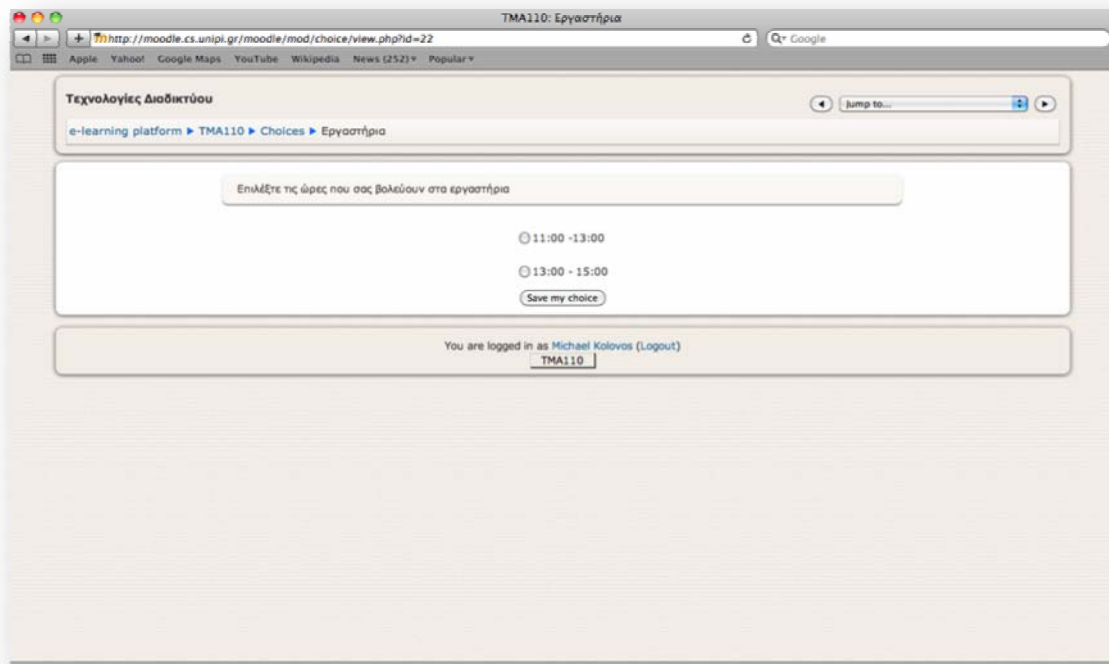 TMA110: Εργαστήρια
http://moodle.cs.unipi.gr/moodle/mod/choice/view.php?id=22
Google
Apple Yahoo! Google Maps YouTube Wikipedia News (252) Popular
Τεχνολογίες Διαδικτύου
Jump to...
e-learning platform ▶ TMA110 ▶ Choices ▶ Εργαστήρια
Επιλέξτε τις ώρες που σας βολεύουν στα εργαστήρια
11:00 -13:00
13:00 - 15:00
Save my choice
You are logged in as Michael Kolovos (Logout)
TMA110